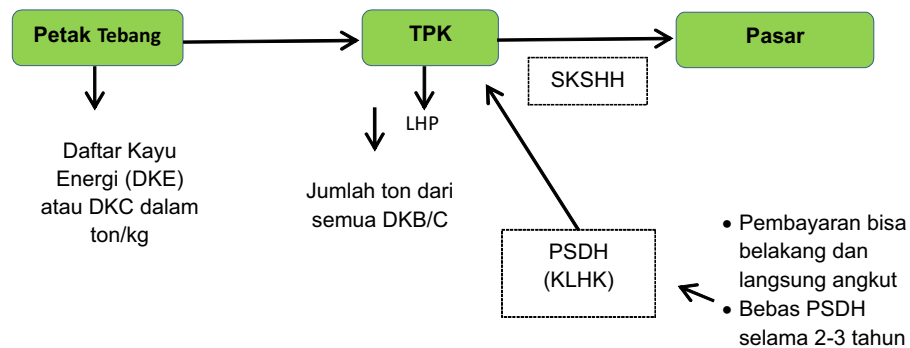 Petak Tebang
TPK
Pasar
SKSHH
LHP
Daftar Kayu
Energi (DKE)
atau DKC dalam
ton/kg
Jumlah ton dari
semua DKB/C
PSDH
(KLHK)
• Pembayaran bisa
belakang dan
langsung angkut
• Bebas PSDH
selama 2-3 tahun